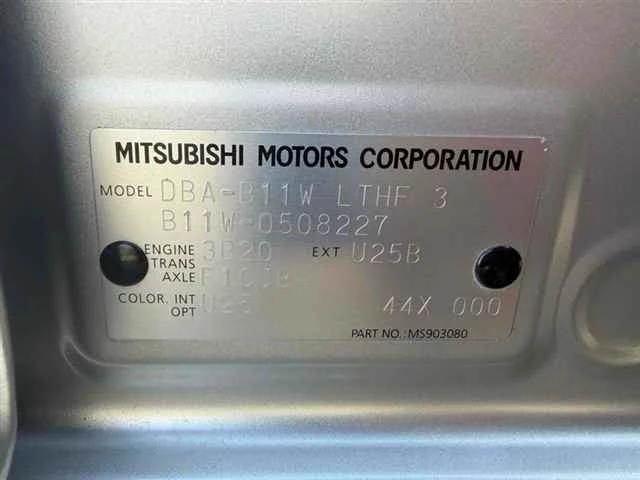 MITSUBISHI MOTORS CORPORATION
MODEL DBA-B11W LTHF 3
B11W-0508227
ENGINE 3B20 EXT U25B
TRANS
AXLE
COLOR. INT 44X 000
OPT
PART NO.: MS903080